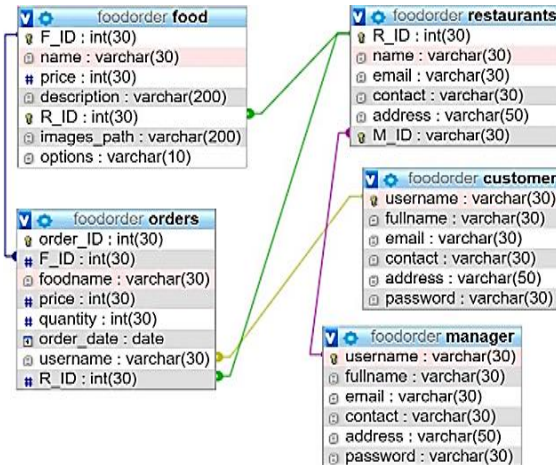 foodorder food
F_ID : int(30)
name : varchar(30)
price : int(30)
description : varchar(200)
R_ID : int(30)
images_path : varchar(200)
options : varchar(10)
foodorder restaurants
R_ID : int(30)
name : varchar(30)
email : varchar(30)
contact : varchar(30)
address : varchar(50)
M_ID : varchar(30)
foodorder orders
order_ID : int(30)
F_ID : int(30)
foodname : varchar(30)
price : int(30)
quantity : int(30)
order_date : date
username : varchar(30)
R_ID : int(30)
foodorder customer
username : varchar(30)
fullname : varchar(30)
email : varchar(30)
contact : varchar(30)
address : varchar(50)
password : varchar(30)
foodorder manager
username : varchar(30)
fullname : varchar(30)
email : varchar(30)
contact : varchar(30)
address : varchar(50)
password : varchar(30)